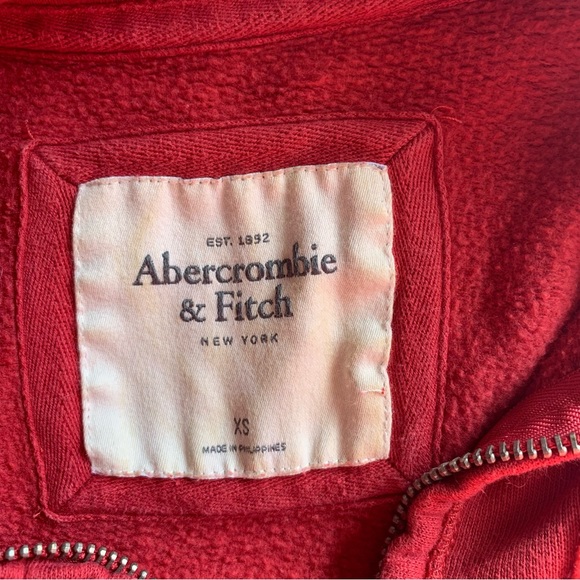 EST. 1892
Abercrombie
& Fitch
NEW YORK
XS
MADE IN PHILIPPINES